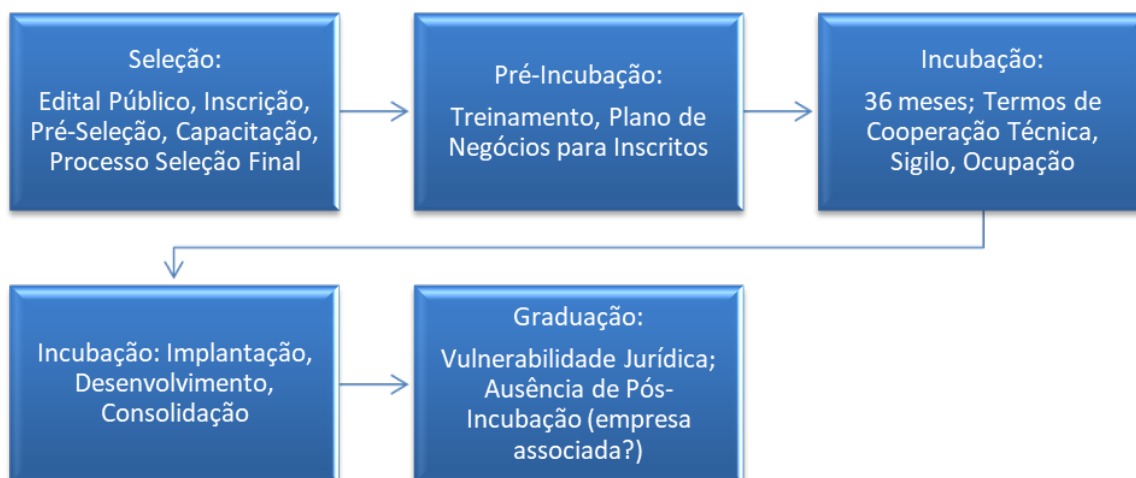 Seleção:
Edital Público, Inscrição,
Pré-Seleção, Capacitação,
Processo Seleção Final
Pré-Incubação:
Treinamento, Plano de
Negócios para Inscritos
Incubação:
36 meses; Termos de
Cooperação Técnica,
Sigilo, Ocupação
Incubação: Implantação,
Desenvolvimento,
Consolidação
Graduação:
Vulnerabilidade Jurídica;
Ausência de Pós-
Incubação (empresa
associada?)